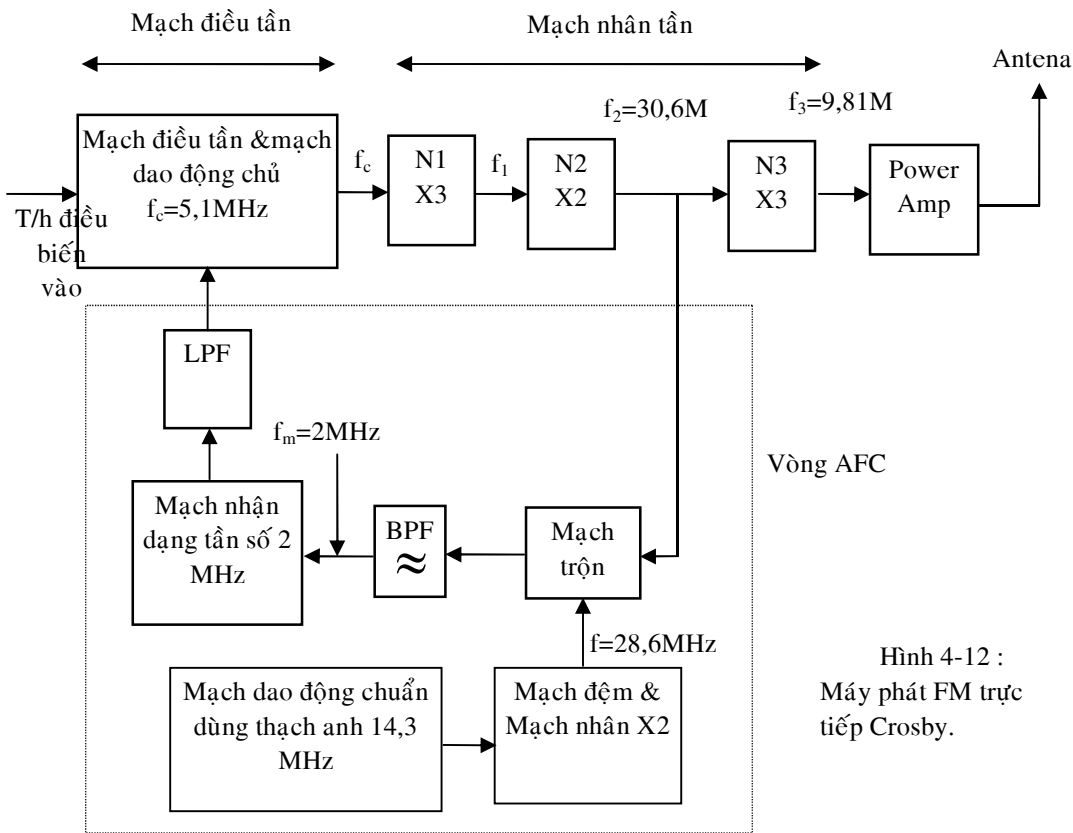 Mạch điều tần
Mạch nhân tần
Antena
f2=30,6M
f3=9,81M
Mạch điều tần &mạch
dao động chủ
fc=5,1MHz
fc
N1
X3
f1
N2
X2
N3
X3
Power
Amp
T/h điều
biến
vào
LPF
fm=2MHz
Vòng AFC
Mạch nhận
dạng tần số 2
MHz
BPF
≈
Mạch
trộn
f=28,6MHz
Mạch dao động chuẩn
dùng thạch anh 14,3
MHz
Mạch đệm &
Mạch nhân X2
Hình 4-12 :
Máy phát FM trực
tiếp Crosby.